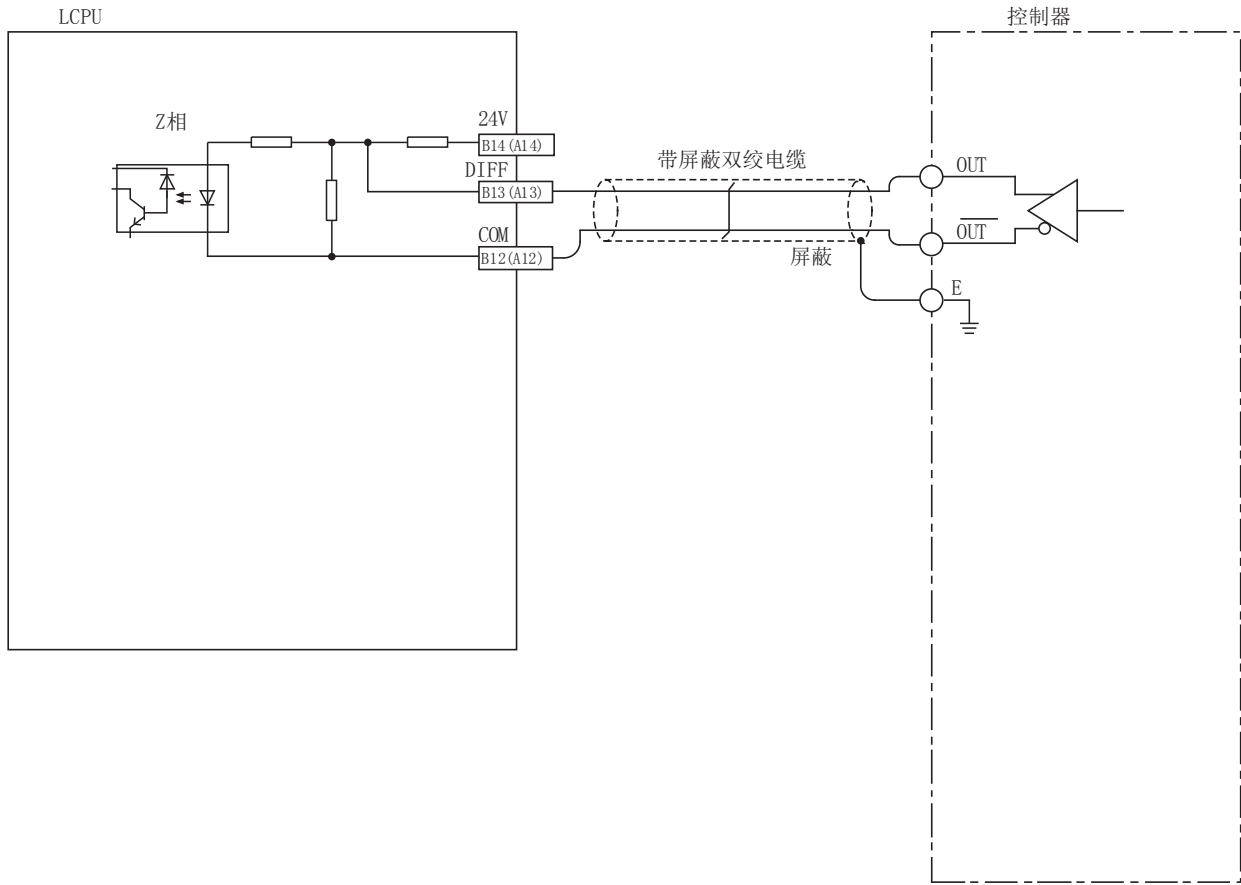 LCPU
控制器
Z相
24V
B14(A14)
DIFF
B13(A13)
COM
B12(A12)
带屏蔽双绞电缆
屏蔽
OUT
OUT
E